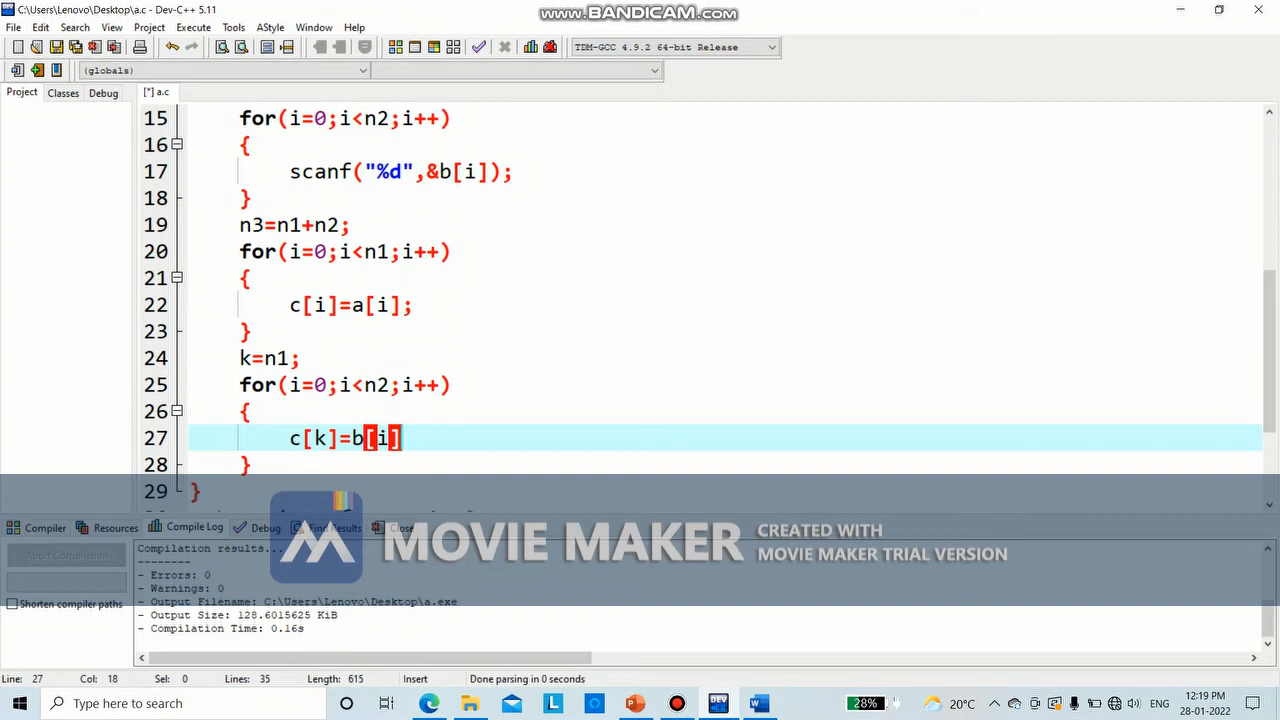 C:\Users\Lenovo\Desktop\a.c - Dev-C++ 5.11
www.BANDICAM.com
File Edit Search View Project Execute Tools AStyle Window Help
TDM-GCC 4.9.2 64-bit Release
(globals)
Project Classes Debug
[*] a.c
15 for(i=0;i<n2;i++)
16 {
17 scanf("%d",&b[i]);
18 }
19 n3=n1+n2;
20 for(i=0;i<n1;i++)
21 {
22 c[i]=a[i];
23 }
24 k=n1;
25 for(i=0;i<n2;i++)
26 {
27 c[k]=b[i]
28 }
29 }
Compiler Resources Compile Log Debug Find Results Close
MOVIE MAKER
CREATED WITH
MOVIE MAKER TRIAL VERSION
Abort Compilation
Shorten compiler paths
Compilation results...
--------
- Errors: 0
- Warnings: 0
- Output Filename: C:\Users\Lenovo\Desktop\a.exe
- Output Size: 128.6015625 KiB
- Compilation Time: 0.16s
Line: 27 Col: 18 Sel: 0 Lines: 35 Length: 615 Insert Done parsing in 0 seconds
Type here to search
28%
20°C
ENG
12:19 PM
28-01-2022